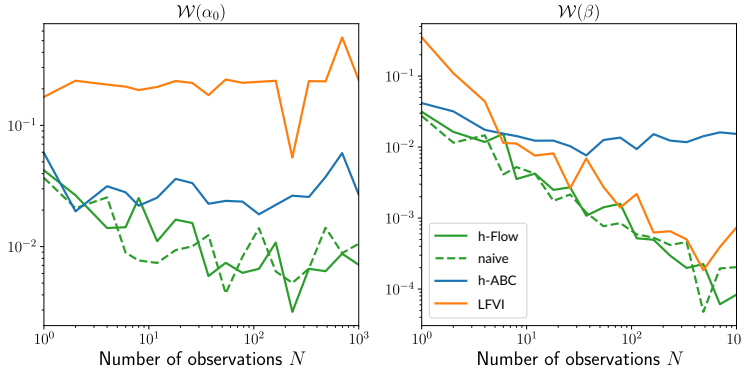 𝒲(α₀)
10⁻¹
10⁻²
10⁰
10¹
10²
10³
Number of observations N
𝒲(β)
10⁻¹
10⁻²
10⁻³
10⁻⁴
h-Flow
naive
h-ABC
LFVI
10⁰
10¹
10²
10
Number of observations N